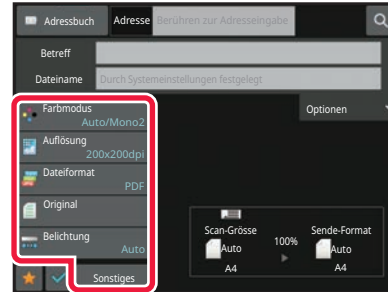 Adressbuch
Adresse
Berühren zur Adresseingabe
Betreff
Dateiname
Durch Systemeinstellungen festgelegt
Farbmodus
Auto/Mono2
Optionen
Auflösung
200x200dpi
Dateiformat
PDF
Original
Belichtung
Auto
Sonstiges
Scan-Grösse
Auto
A4
100%
Sende-Format
Auto
A4